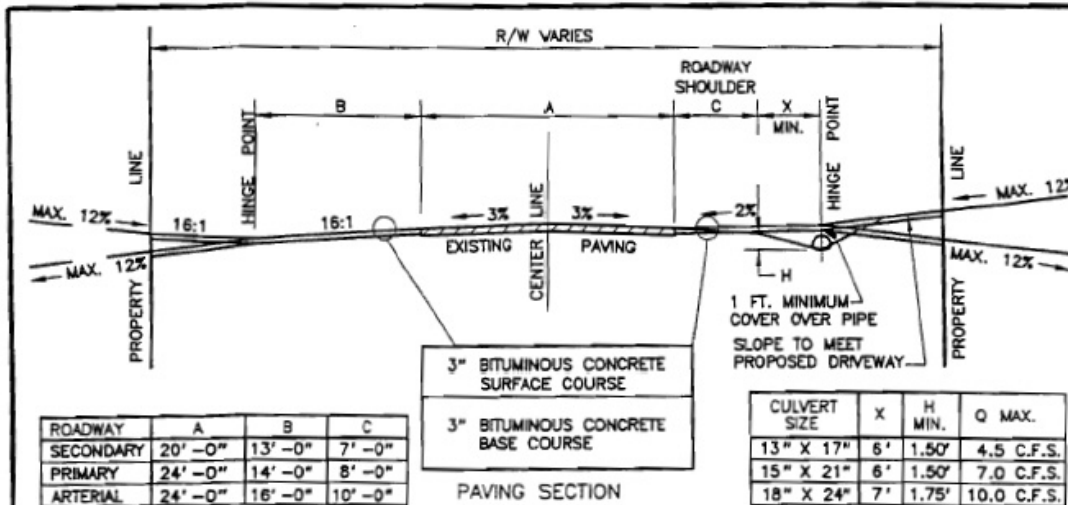 R/W VARIES
ROADWAY
SHOULDER
B
A
C
X
MIN.
HINGE POINT
HINGE POINT
PROPERTY LINE
PROPERTY LINE
CENTER LINE
MAX. 12%
16:1
16:1
3%
3%
2%
MAX. 12%
EXISTING
PAVING
MAX. 12%
MAX. 12%
H
1 FT. MINIMUM
COVER OVER PIPE
SLOPE TO MEET
PROPOSED DRIVEWAY
3" BITUMINOUS CONCRETE
SURFACE COURSE
3" BITUMINOUS CONCRETE
BASE COURSE
PAVING SECTION
ROADWAY A B C
SECONDARY 20'-0" 13'-0" 7'-0"
PRIMARY 24'-0" 14'-0" 8'-0"
ARTERIAL 24'-0" 16'-0" 10'-0"
CULVERT SIZE X H MIN. Q MAX.
13" X 17" 6' 1.50' 4.5 C.F.S.
15" X 21" 6' 1.50' 7.0 C.F.S.
18" X 24" 7' 1.75' 10.0 C.F.S.